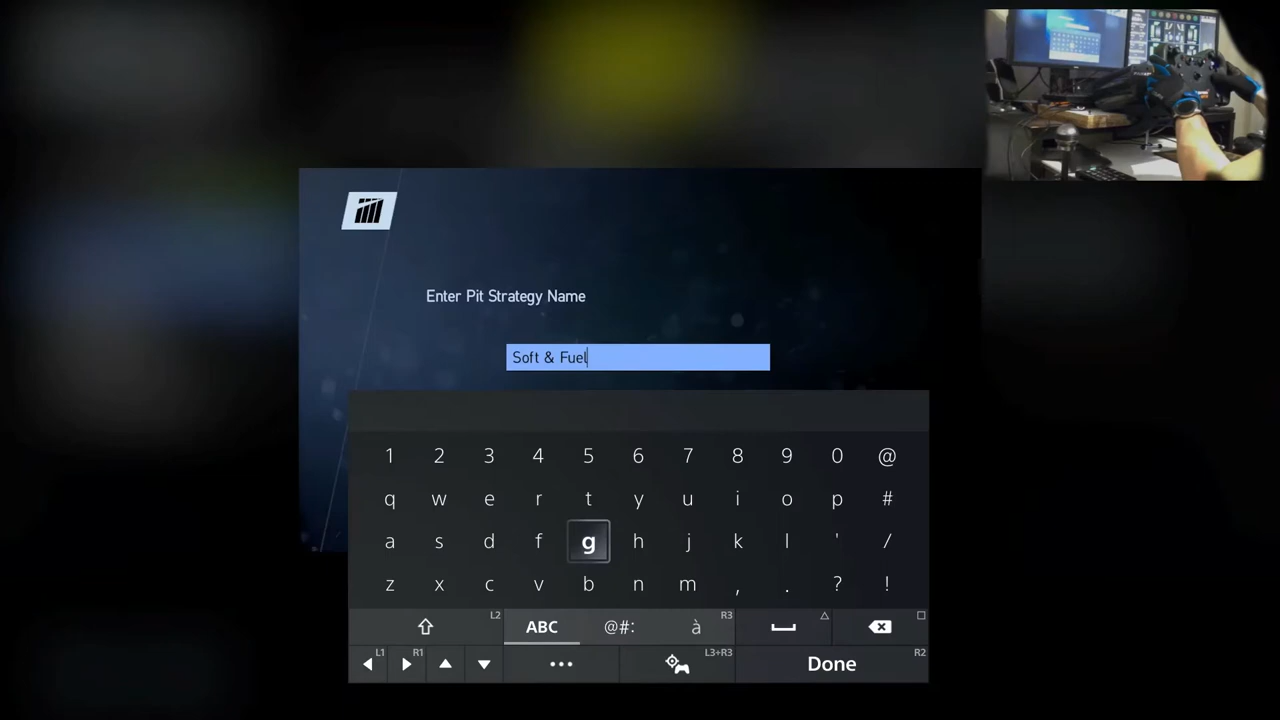 Enter Pit Strategy Name
Soft & Fuel
1 2 3 4 5 6 7 8 9 0 @
q w e r t y u i o p #
a s d f g h j k l ' /
z x c v b n m , . ? !
L2 ABC @#: R3 à
L1 R1 ... L3+R3 Done R2